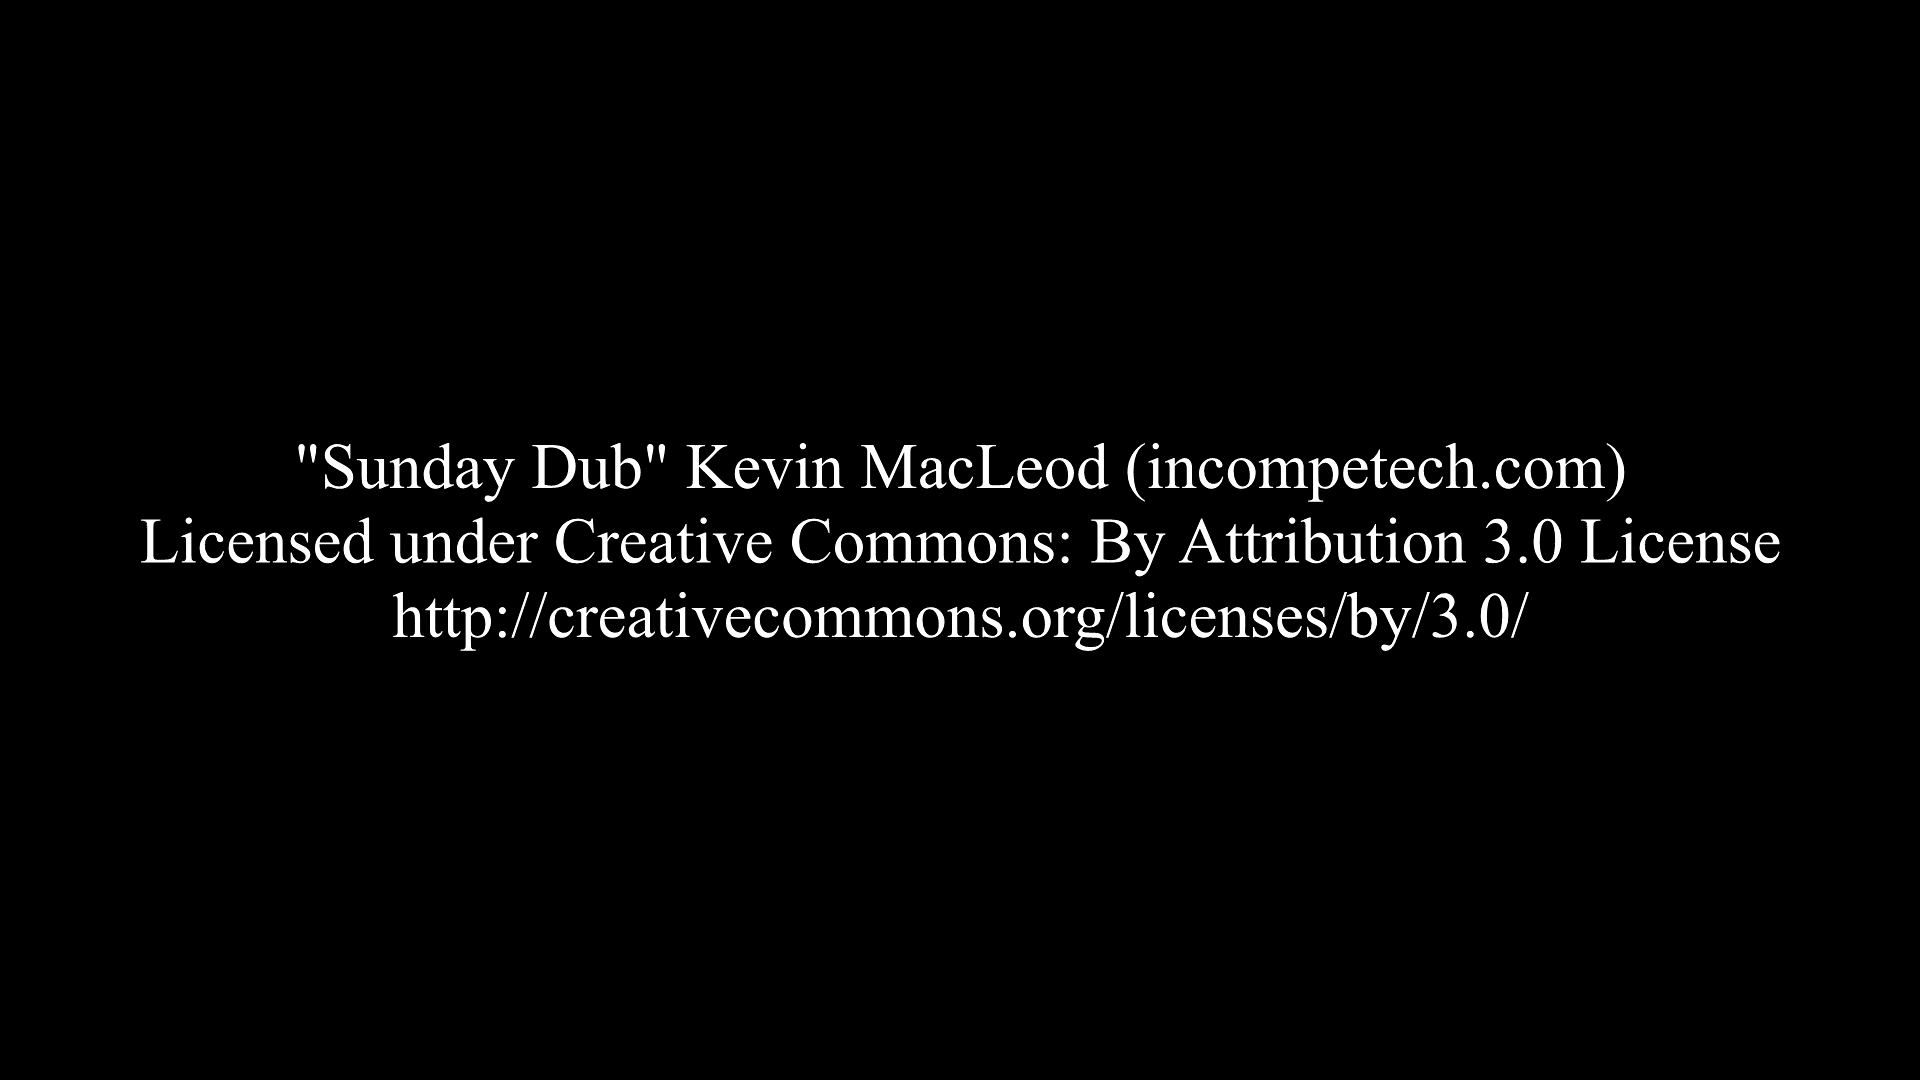 "Sunday Dub" Kevin MacLeod (incompetech.com)
Licensed under Creative Commons: By Attribution 3.0 License
http://creativecommons.org/licenses/by/3.0/